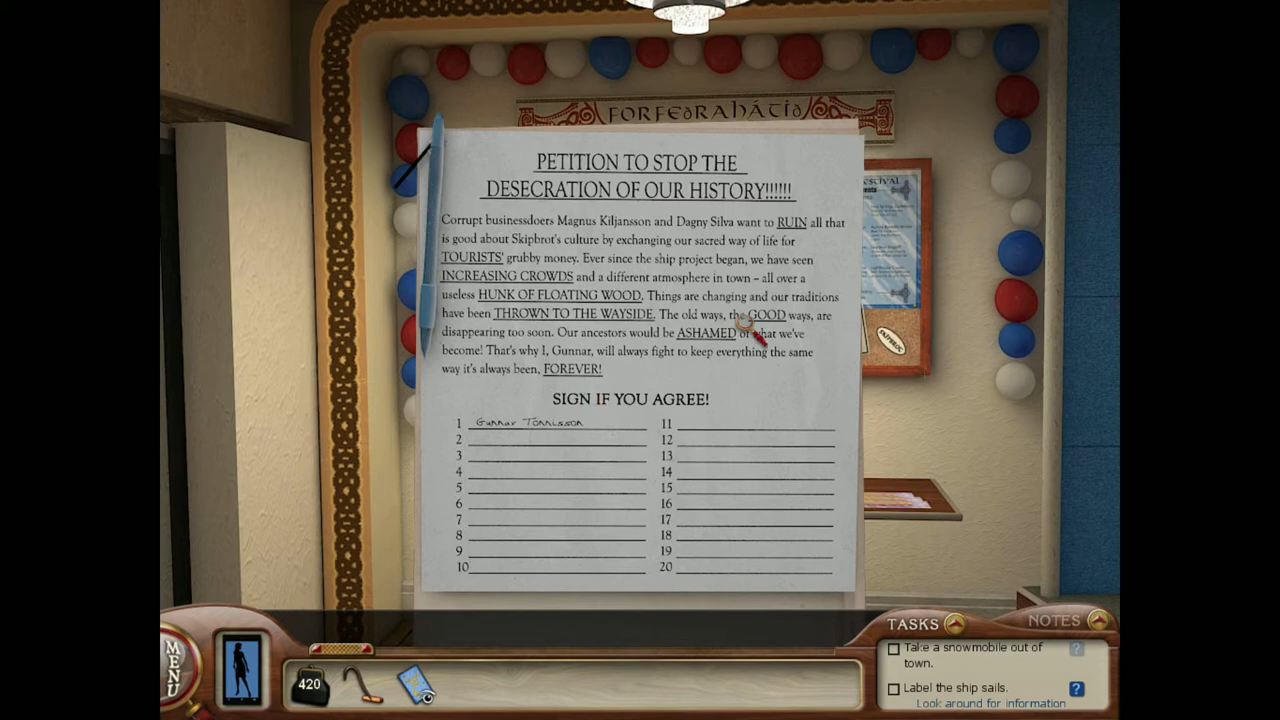 FORFEðRAHÁTIð
PETITION TO STOP THE
DESECRATION OF OUR HISTORY!!!!!!
Corrupt businessdoers Magnus Kiljansson and Dagny Silva want to RUIN all that
is good about Skipbrot's culture by exchanging our sacred way of life for
TOURISTS' grubby money. Ever since the ship project began, we have seen
INCREASING CROWDS and a different atmosphere in town – all over a
useless HUNK OF FLOATING WOOD. Things are changing and our traditions
have been THROWN TO THE WAYSIDE. The old ways, the GOOD ways, are
disappearing too soon. Our ancestors would be ASHAMED of what we've
become! That's why I, Gunnar, will always fight to keep everything the same
way it's always been, FOREVER!
SIGN IF YOU AGREE!
1 Gunnar Tonnisson
2
3
4
5
6
7
8
9
10
11
12
13
14
15
16
17
18
19
20
MENU
420
TASKS
NOTES
Take a snowmobile out of
town.
?
Label the ship sails.
?
Look around for information